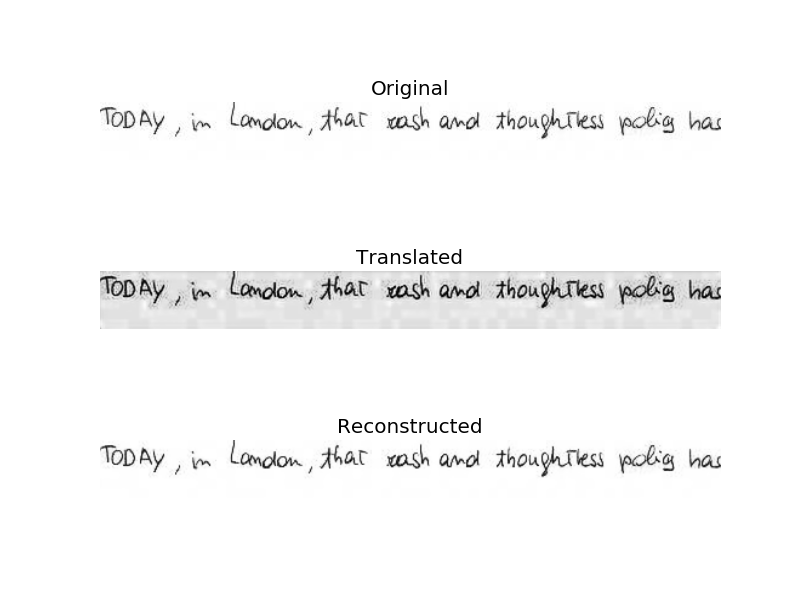 Original
TODAY, in London, that rash and thoughtless policy has
Translated
TODAY, in London, that rash and thoughtless policy has
Reconstructed
TODAY, in London, that rash and thoughtless policy has